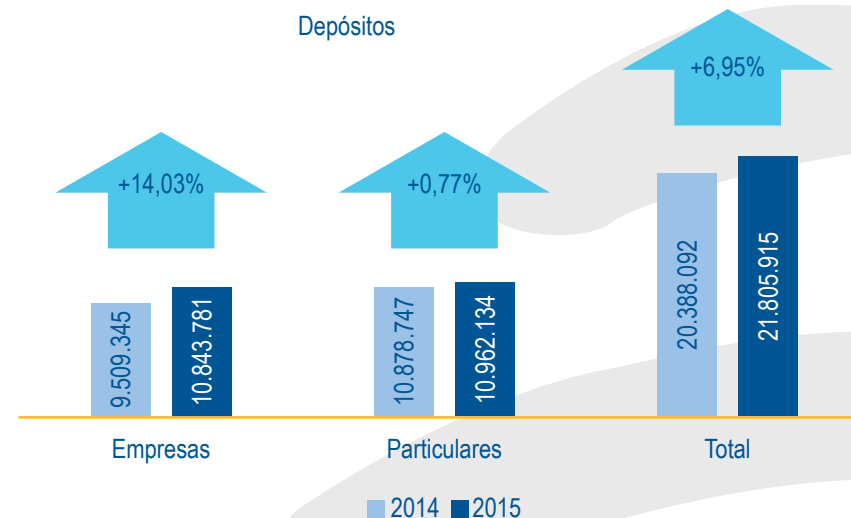 Depósitos
+6,95%
+14,03%
+0,77%
9.509.345
10.843.781
10.878.747
10.962.134
20.388.092
21.805.915
Empresas
Particulares
Total
2014
2015